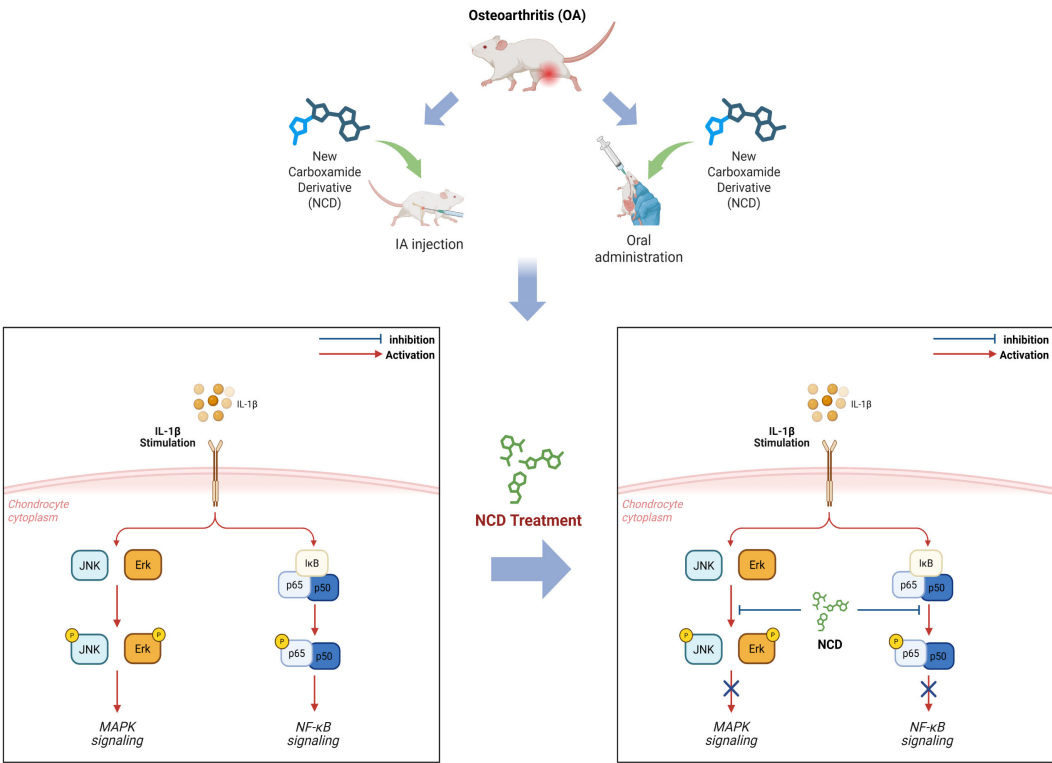 Osteoarthritis (OA)
New
Carboxamide
Derivative
(NCD)
IA injection
Oral
administration
New
Carboxamide
Derivative
(NCD)
inhibition
Activation
IL-1β
IL-1β
Stimulation
Chondrocyte
cytoplasm
JNK
Erk
IκB
p65
p50
P
JNK
Erk
P
P
p65
p50
MAPK
signaling
NF-κB
signaling
NCD Treatment
inhibition
Activation
IL-1β
IL-1β
Stimulation
Chondrocyte
cytoplasm
JNK
Erk
IκB
p65
p50
NCD
P
JNK
Erk
P
P
p65
p50
MAPK
signaling
NF-κB
signaling